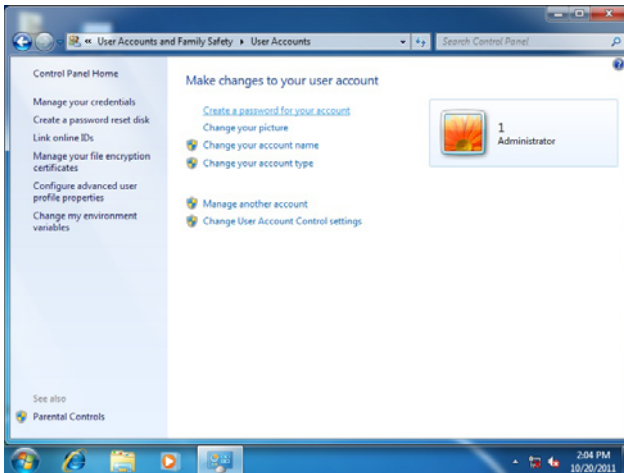 « User Accounts and Family Safety ▸ User Accounts
Search Control Panel
Control Panel Home
Manage your credentials
Create a password reset disk
Link online IDs
Manage your file encryption
certificates
Configure advanced user
profile properties
Change my environment
variables
See also
Parental Controls
Make changes to your user account
Create a password for your account
Change your picture
Change your account name
Change your account type
Manage another account
Change User Account Control settings
1
Administrator
2:04 PM
10/20/2011